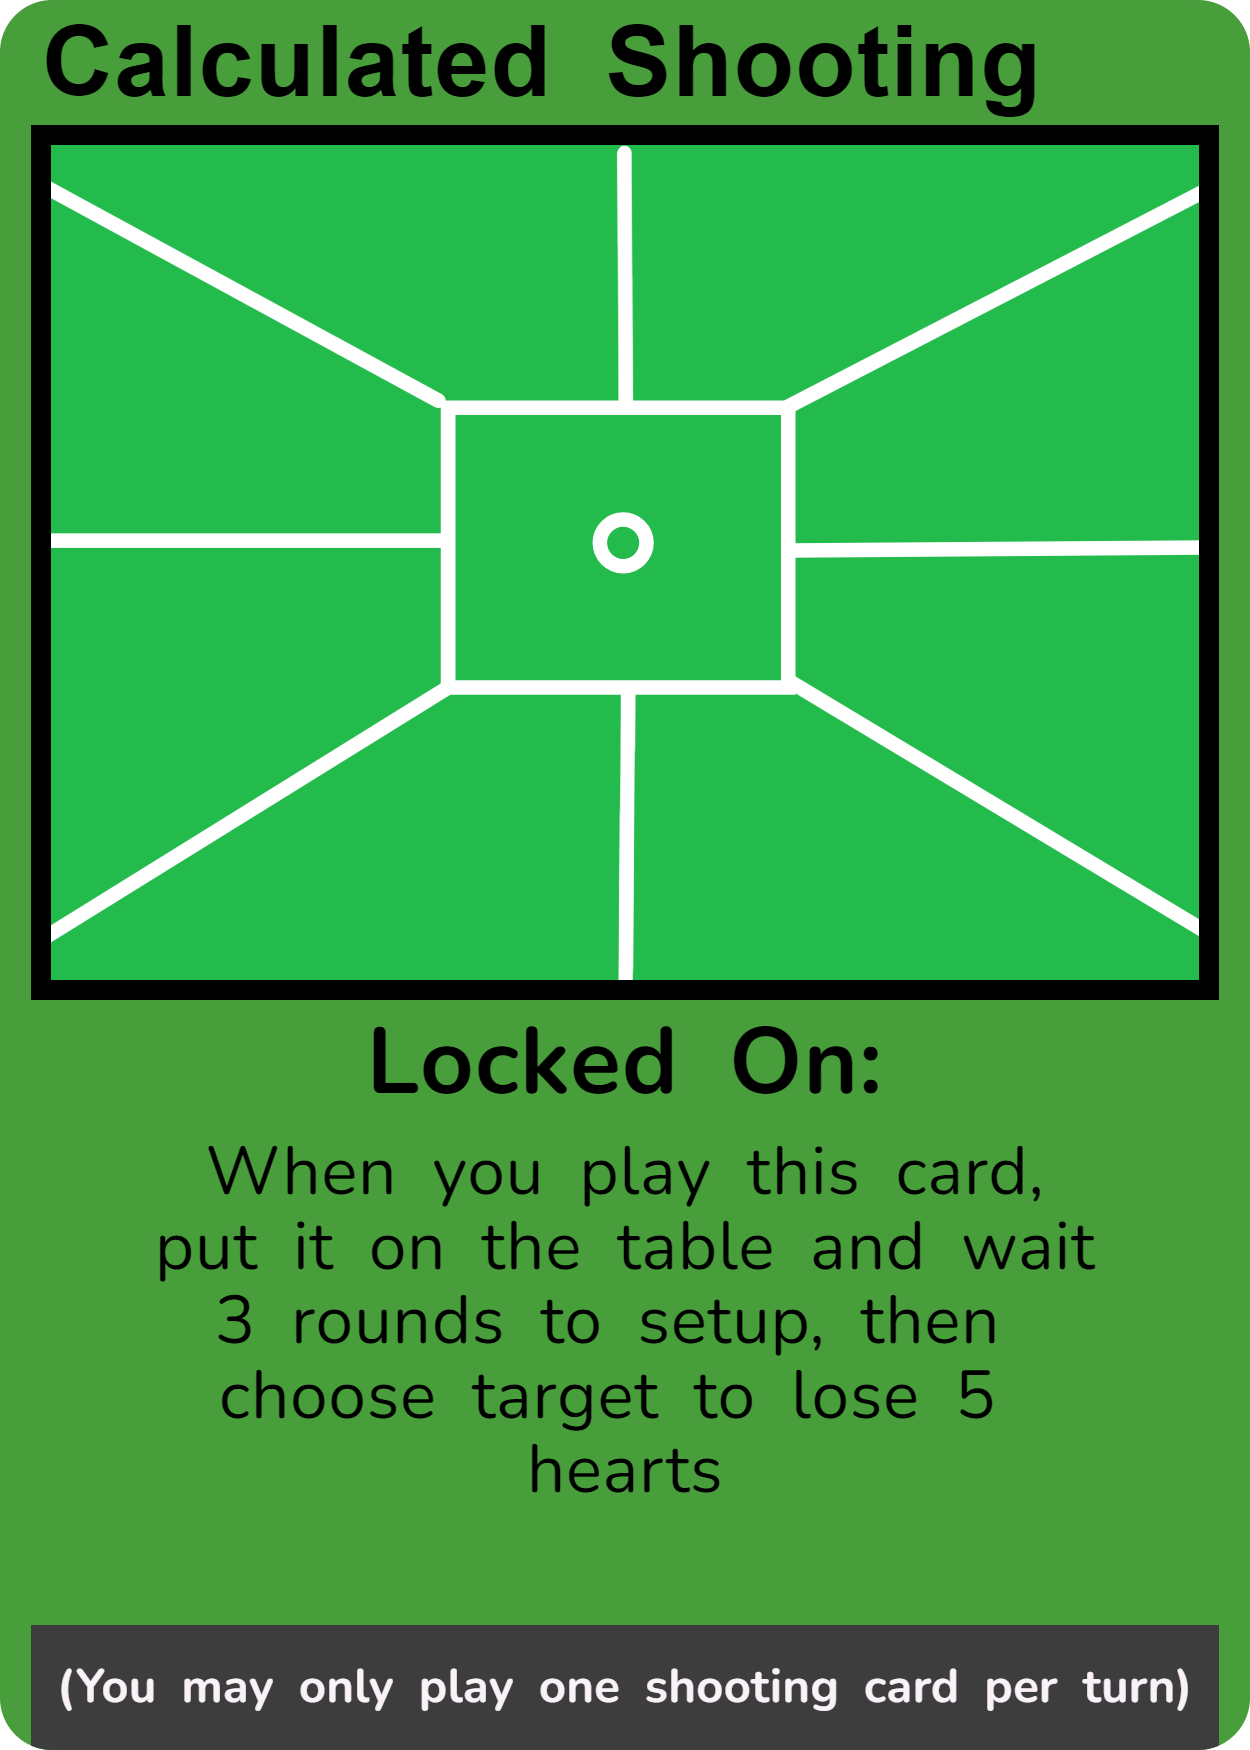 Calculated Shooting
Locked On:
When you play this card,
put it on the table and wait
3 rounds to setup, then
choose target to lose 5
hearts
(You may only play one shooting card per turn)